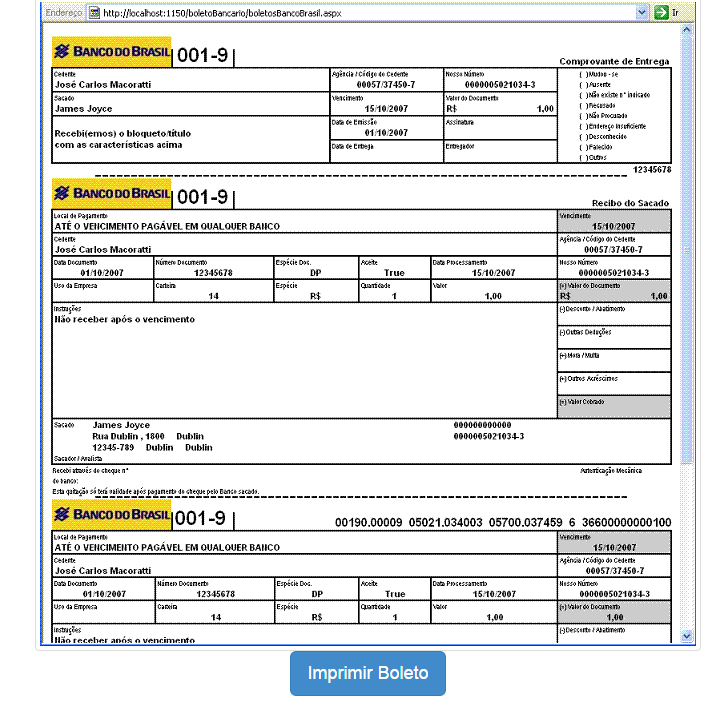 Endereço http://localhost:1150/boletoBancario/boletosBancoBrasil.aspx Ir
BANCO DO BRASIL 001-9 Comprovante de Entrega
Cedente Agência / Código do Cedente Nosso Número ( )Mudou - se
José Carlos Macoratti 00057/37450-7 0000005021034-3 ( )Ausente
Sacado Vencimento Valor do Documento ( )Não existe n° indicado
James Joyce 15/10/2007 R$ 1,00 ( )Recusado
Data de Emissão Assinatura ( )Não Procurado
Recebi(emos) o bloqueto/título 01/10/2007 ( )Endereço Insuficiente
com as características acima Data de Entrega Entregador ( )Desconhecido
( )Falecido
( )Outros
12345678
BANCO DO BRASIL 001-9 Recibo do Sacado
Local de Pagamento Vencimento
ATÉ O VENCIMENTO PAGÁVEL EM QUALQUER BANCO 15/10/2007
Cedente Agência / Código do Cedente
José Carlos Macoratti 00057/37450-7
Data Documento Número Documento Espécie Doc. Aceite Data Processamento Nosso Número
01/10/2007 12345678 DP True 15/10/2007 0000005021034-3
Uso da Empresa Carteira Espécie Quantidade Valor (=) Valor do Documento
14 R$ 1 1,00 R$ 1,00
Instruções (-) Desconto / Abatimento
Não receber após o vencimento
(-) Outras Deduções
(+) Mora / Multa
(+) Outros Acréscimos
(=) Valor Cobrado
Sacado James Joyce 000000000000
Rua Dublin , 1800 Dublin 0000005021034-3
12345-789 Dublin Dublin
Sacador / Avalista
Recebi através do cheque n° Autenticação Mecânica
do banco:
Esta quitação só terá validade após pagamento do cheque pelo Banco sacado.
BANCO DO BRASIL 001-9 00190.00009 05021.034003 05700.037459 6 36600000000100
Local de Pagamento Vencimento
ATÉ O VENCIMENTO PAGÁVEL EM QUALQUER BANCO 15/10/2007
Cedente Agência / Código do Cedente
José Carlos Macoratti 00057/37450-7
Data Documento Número Documento Espécie Doc. Aceite Data Processamento Nosso Número
01/10/2007 12345678 DP True 15/10/2007 0000005021034-3
Uso da Empresa Carteira Espécie Quantidade Valor (=) Valor do Documento
14 R$ 1 1,00 1,00
Instruções (-) Desconto / Abatimento
Não receber após o vencimento
Imprimir Boleto